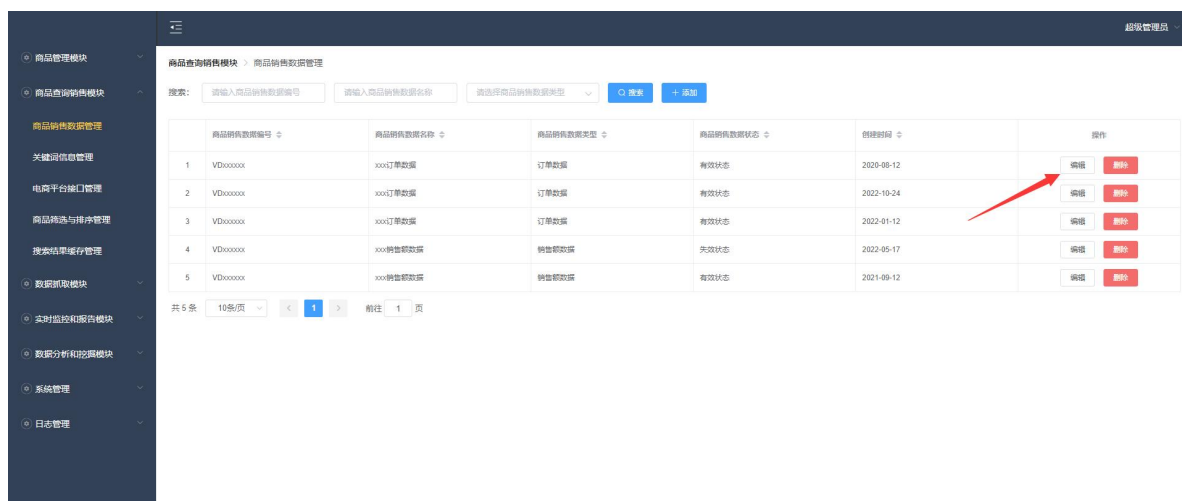 超级管理员
商品管理模块
商品查询销售模块
商品销售数据管理
关键词信息管理
电商平台接口管理
商品筛选与排序管理
搜索结果缓存管理
数据抓取模块
实时监控和报告模块
数据分析和挖掘模块
系统管理
日志管理
商品查询销售模块 > 商品销售数据管理
搜索: 请输入商品销售数据编号 请输入商品销售数据名称 请选择商品销售数据类型 搜索 + 添加
商品销售数据编号 商品销售数据名称 商品销售数据类型 商品销售数据状态 创建时间 操作
1 VDxxxxxx xxx订单数据 订单数据 有效状态 2020-08-12 编辑 删除
2 VDxxxxxx xxx订单数据 订单数据 有效状态 2022-10-24 编辑 删除
3 VDxxxxxx xxx订单数据 订单数据 有效状态 2022-01-12 编辑 删除
4 VDxxxxxx xxx销售额数据 销售额数据 失效状态 2022-05-17 编辑 删除
5 VDxxxxxx xxx销售额数据 销售额数据 有效状态 2021-09-12 编辑 删除
共 5 条 10条/页 < 1 > 前往 1 页